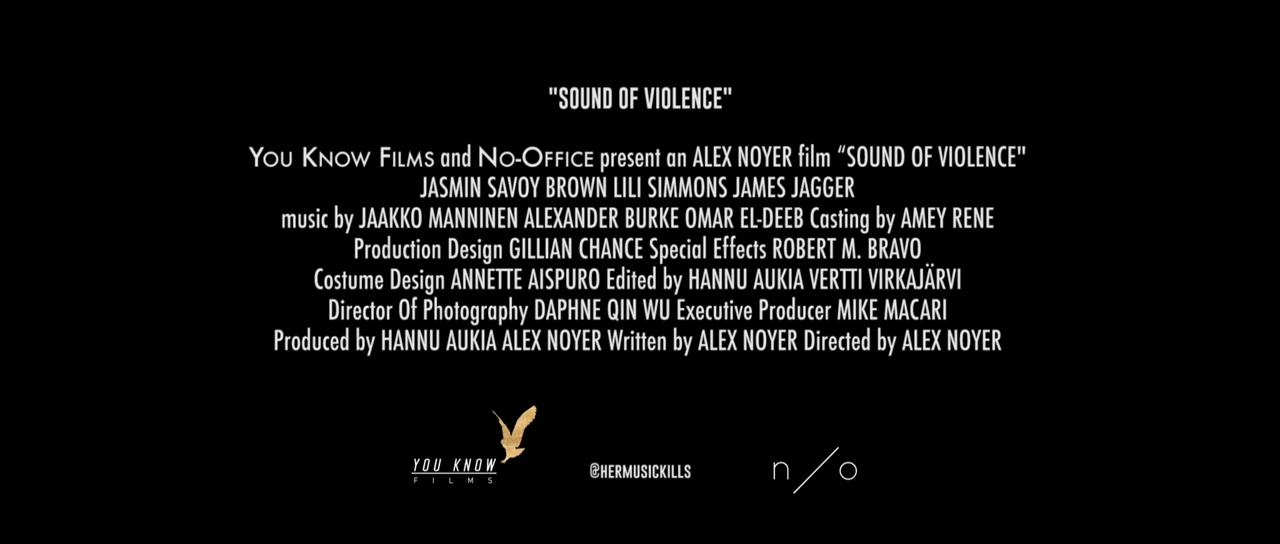 "SOUND OF VIOLENCE"
YOU KNOW FILMS and NO-OFFICE present an ALEX NOYER film “SOUND OF VIOLENCE"
JASMIN SAVOY BROWN LILI SIMMONS JAMES JAGGER
music by JAAKKO MANNINEN ALEXANDER BURKE OMAR EL-DEEB Casting by AMEY RENE
Production Design GILLIAN CHANCE Special Effects ROBERT M. BRAVO
Costume Design ANNETTE AISPURO Edited by HANNU AUKIA VERTTI VIRKAJÄRVI
Director Of Photography DAPHNE QIN WU Executive Producer MIKE MACARI
Produced by HANNU AUKIA ALEX NOYER Written by ALEX NOYER Directed by ALEX NOYER
YOU KNOW
FILMS
@HERMUSICKILLS
n/o